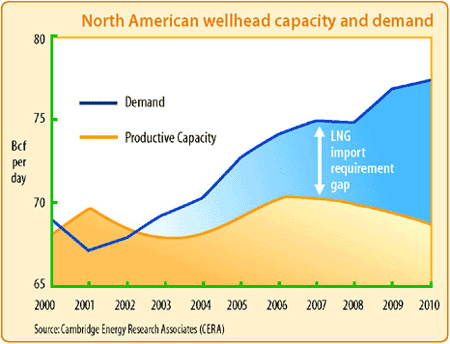 North American wellhead capacity and demand
80
75
70
65
Bcf
per
day
Demand
Productive Capacity
LNG
import
requirement
gap
2000 2001 2002 2003 2004 2005 2006 2007 2008 2009 2010
Source: Cambridge Energy Research Associates (CERA)